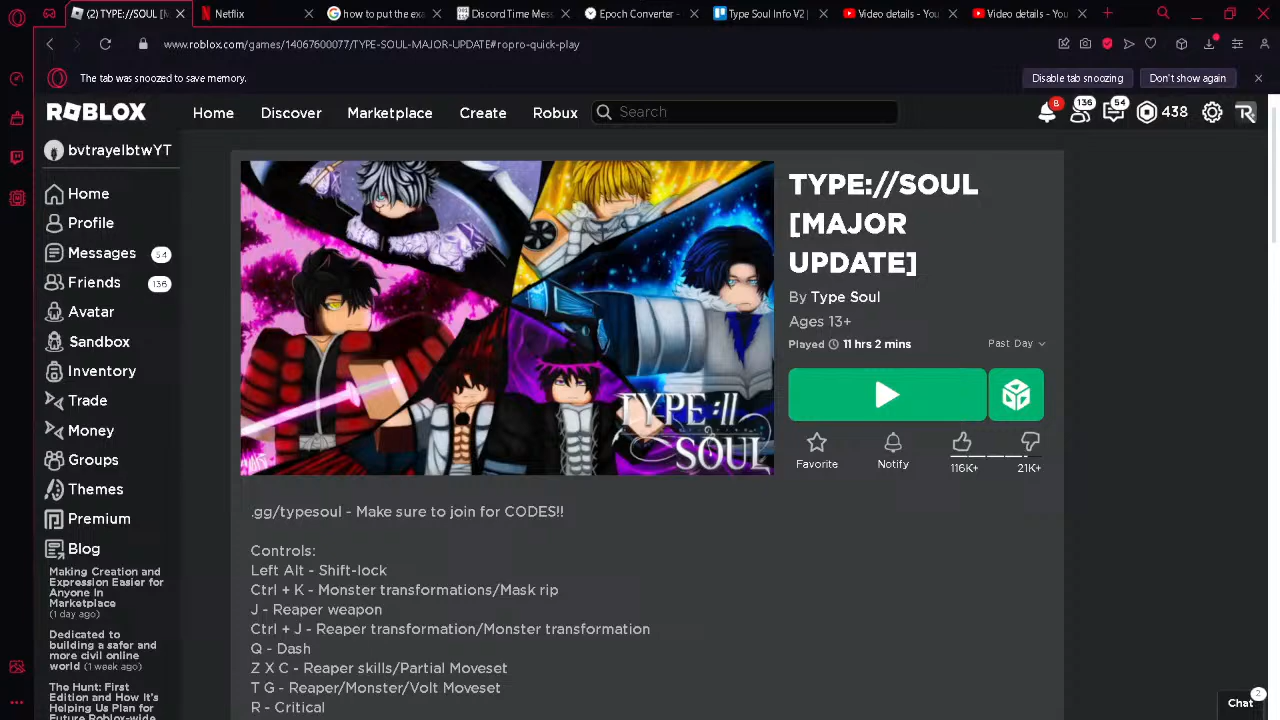 (2) TYPE://SOUL [M
Netflix
how to put the exa
Discord Time Mess
Epoch Converter -
Type Soul Info V2 |
Video details - You
Video details - You
www.roblox.com/games/14067600077/TYPE-SOUL-MAJOR-UPDATE#ropro-quick-play
The tab was snoozed to save memory.
Disable tab snoozing
Don't show again
ROBLOX
Home
Discover
Marketplace
Create
Robux
Search
8
136
54
438
bvtrayelbtwYT
Home
Profile
Messages 54
Friends 136
Avatar
Sandbox
Inventory
Trade
Money
Groups
Themes
Premium
Blog
Making Creation and
Expression Easier for
Anyone In
Marketplace
(1 day ago)
Dedicated to
building a safer and
more civil online
world (1 week ago)
The Hunt: First
Edition and How It's
Helping Us Plan for
Future Roblox-wide
TYPE://
SOUL
TYPE://SOUL
[MAJOR
UPDATE]
By Type Soul
Ages 13+
Played 11 hrs 2 mins
Past Day
Favorite
Notify
116K+
21K+
.gg/typesoul - Make sure to join for CODES!!
Controls:
Left Alt - Shift-lock
Ctrl + K - Monster transformations/Mask rip
J - Reaper weapon
Ctrl + J - Reaper transformation/Monster transformation
Q - Dash
Z X C - Reaper skills/Partial Moveset
T G - Reaper/Monster/Volt Moveset
R - Critical
Chat 2